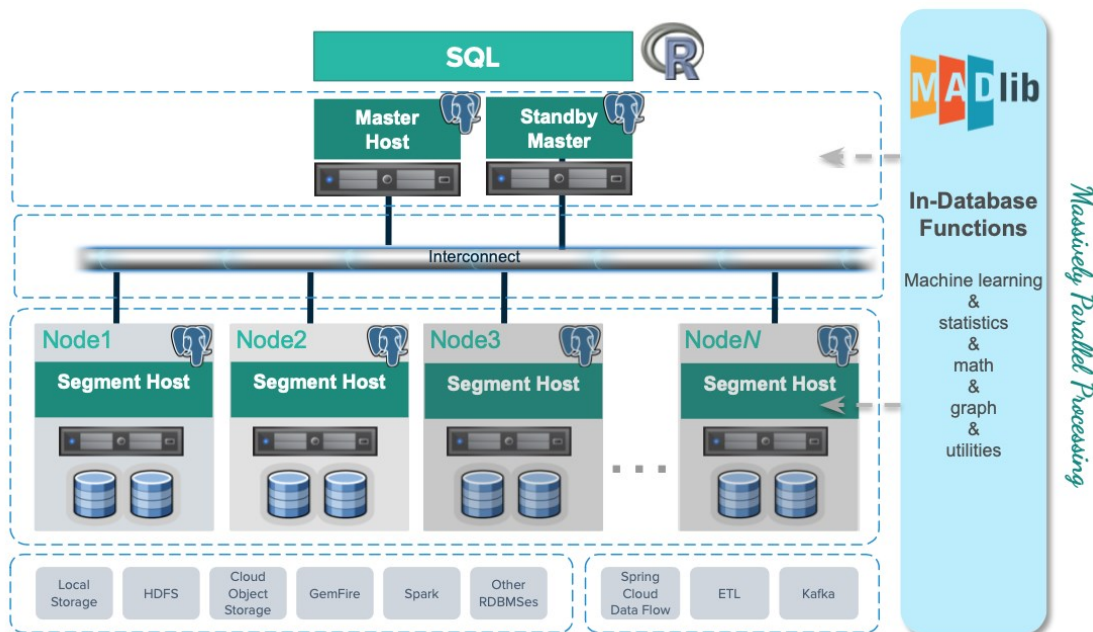 SQL
R
Master
Host
Standby
Master
Interconnect
Node1
Node2
Node3
NodeN
Segment Host
Segment Host
Segment Host
Segment Host
Local
Storage
HDFS
Cloud
Object
Storage
GemFire
Spark
Other
RDBMSes
Spring
Cloud
Data Flow
ETL
Kafka
MADlib
In-Database
Functions
Machine learning
&
statistics
&
math
&
graph
&
utilities
Massively Parallel Processing